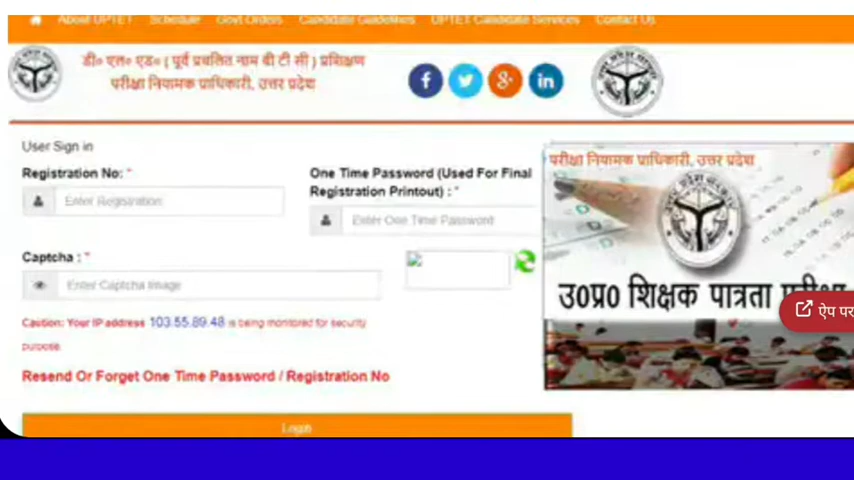 About UPTET Schedule Govt Orders Candidate Guidelines UPTET Candidate Services Contact Us
डी० एल० एड० ( पूर्व प्रचलित नाम बी टी सी ) प्रशिक्षण
परीक्षा नियामक प्राधिकारी, उत्तर प्रदेश
f 8+ in
User Sign in
Registration No: *
Enter Registration
One Time Password (Used For Final
Registration Printout) : *
Enter One Time Password
Captcha : *
Enter Captcha Image
Caution: Your IP address 103.55.89.48 is being monitored for security
purpose
Resend Or Forget One Time Password / Registration No
Login
परीक्षा नियामक प्राधिकारी, उत्तर प्रदेश
उ०प्र० शिक्षक पात्रता परीक्षा
ऐप पर